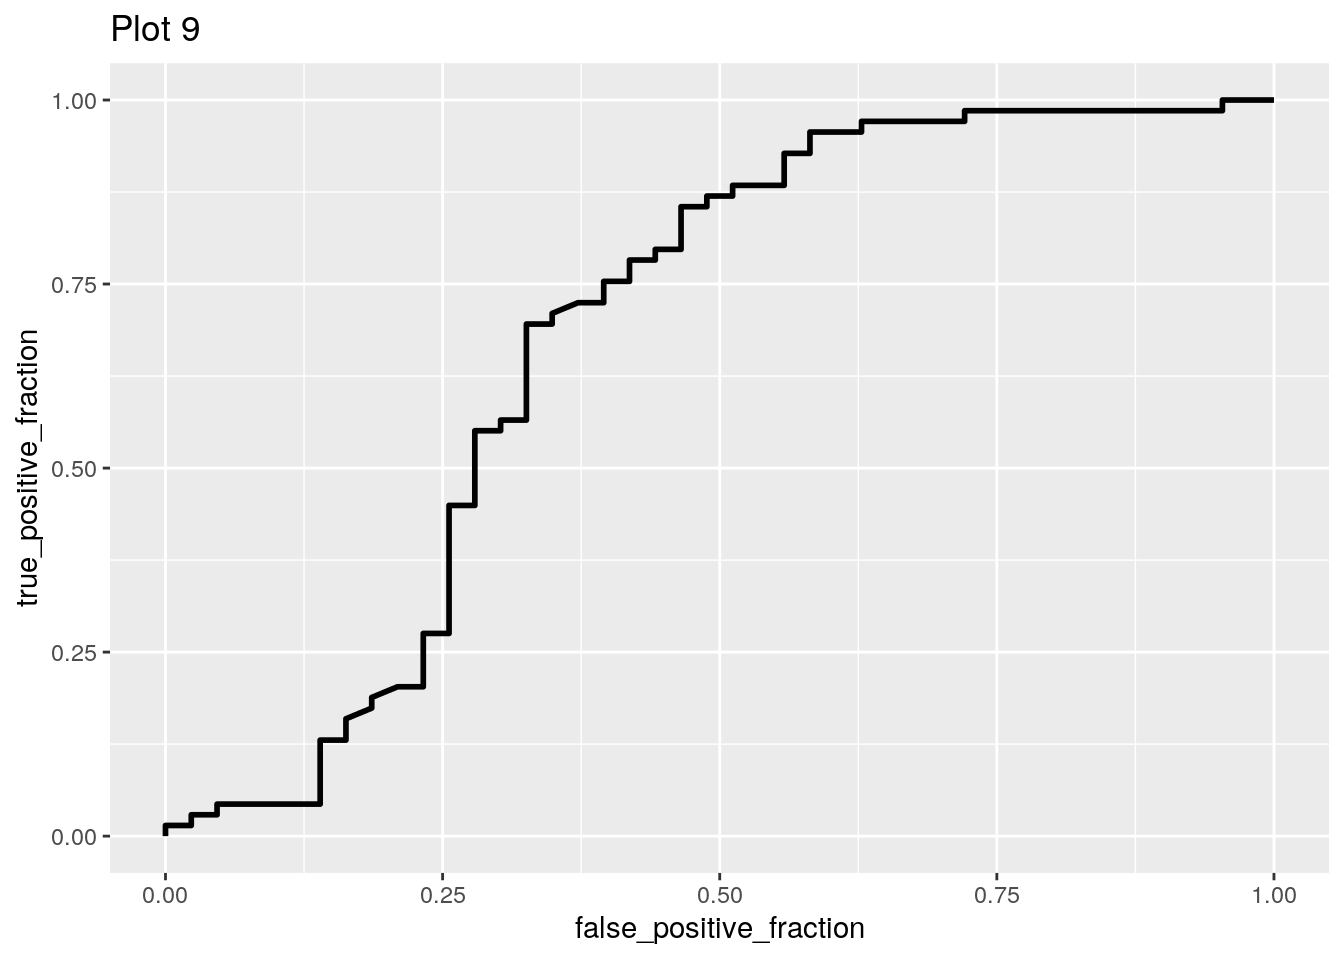 Plot 9
true_positive_fraction
1.00
0.75
0.50
0.25
0.00
0.00 0.25 0.50 0.75 1.00
false_positive_fraction